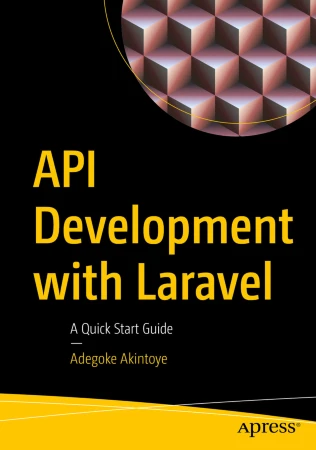 API
Development
with Laravel
A Quick Start Guide
—
Adegoke Akintoye
Apress®